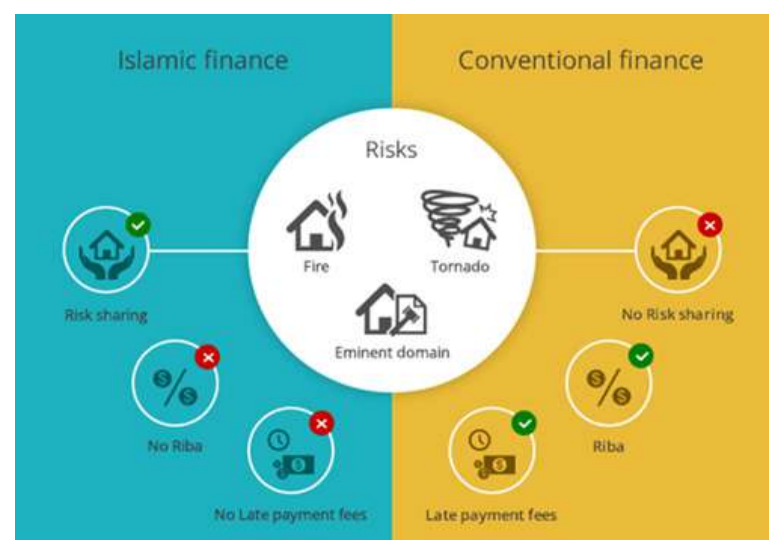 Islamic finance
Conventional finance
Risks
Fire
Tornado
Eminent domain
Risk sharing
No Riba
No Late payment fees
No Risk sharing
Riba
Late payment fees